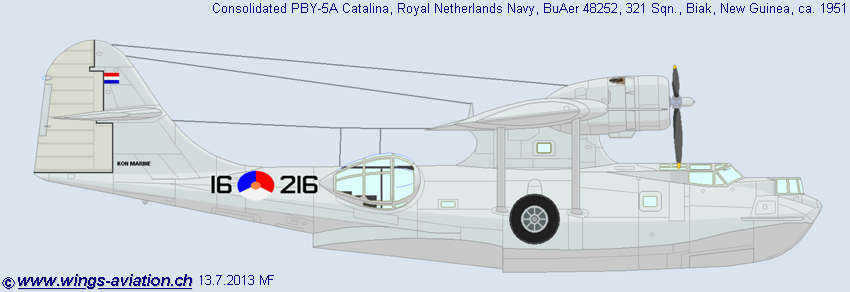 Consolidated PBY-5A Catalina, Royal Netherlands Navy, BuAer 48252, 321 Sqn., Biak, New Guinea, ca. 1951
KON MARINE
16 216
© www.wings-aviation.ch 13.7.2013 MF